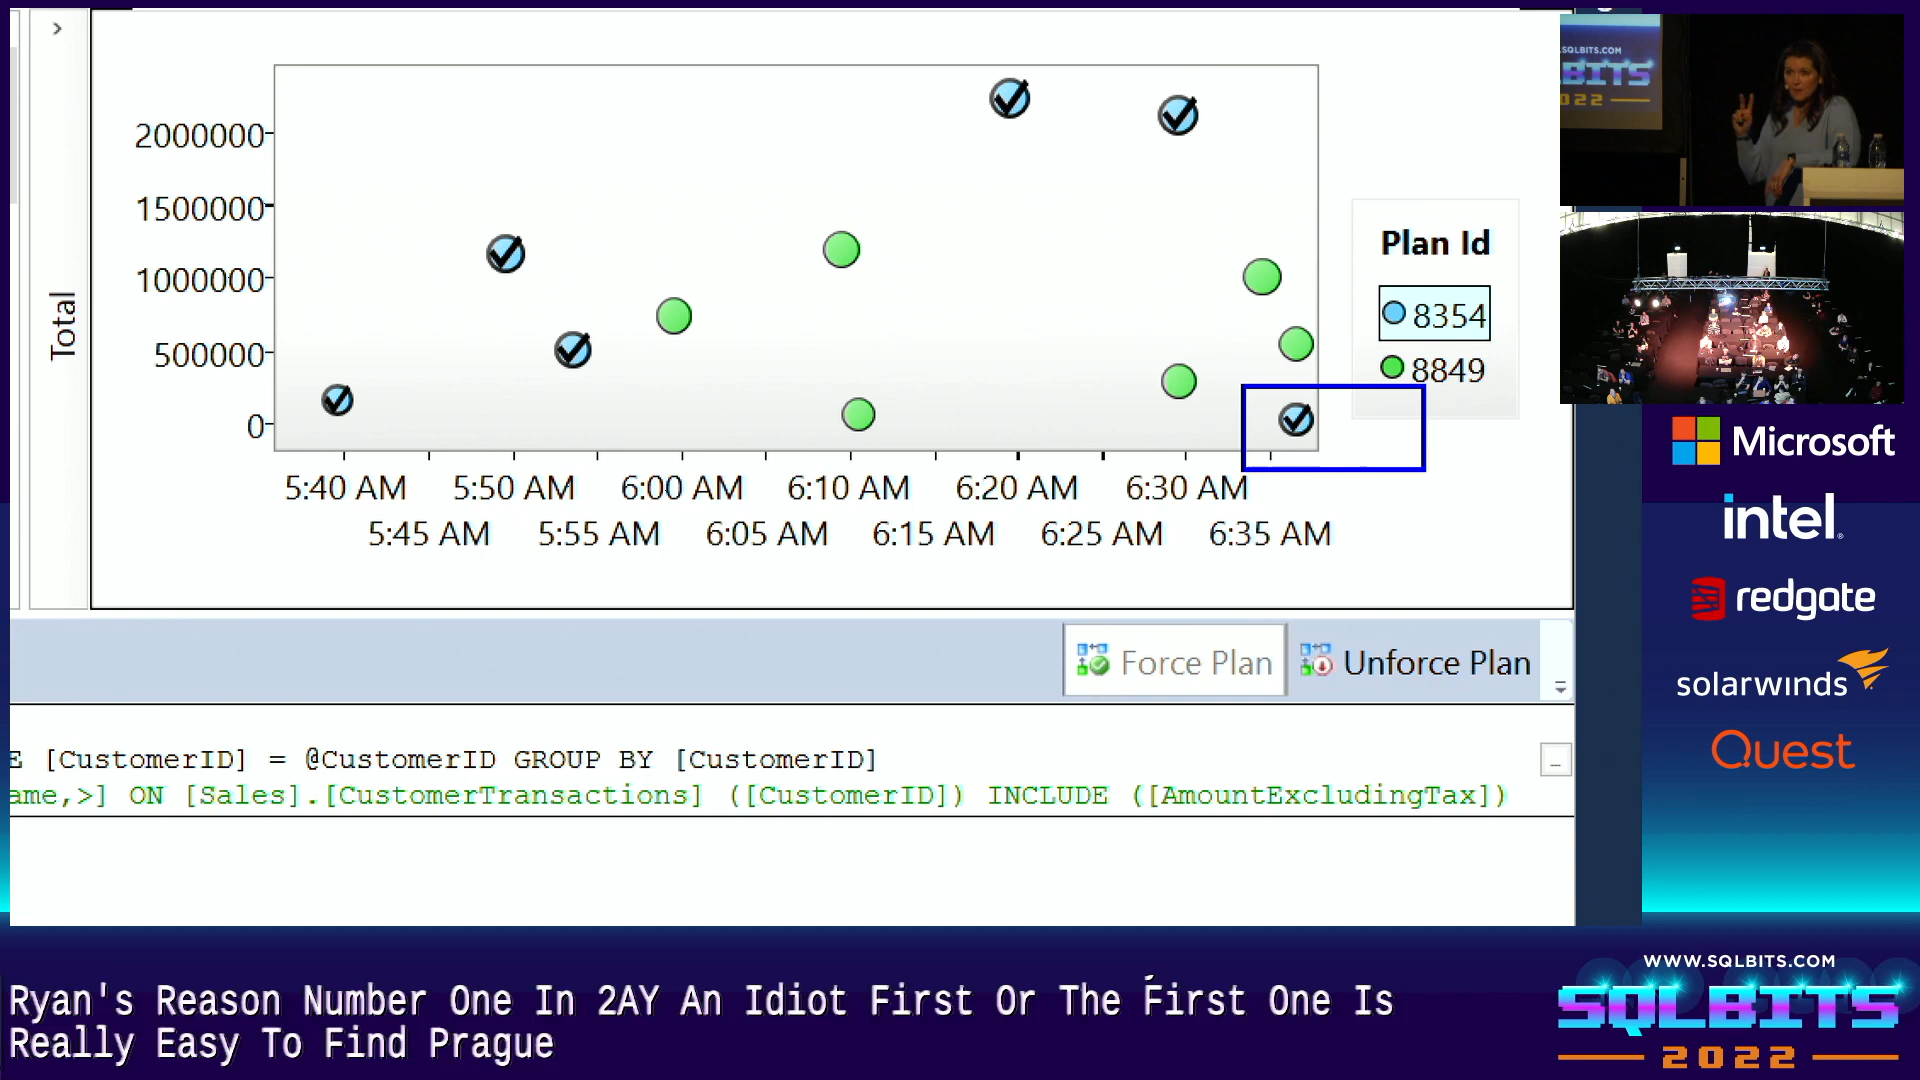 2000000
1500000
1000000
500000
0
Total
5:40 AM 5:50 AM 6:00 AM 6:10 AM 6:20 AM 6:30 AM
5:45 AM 5:55 AM 6:05 AM 6:15 AM 6:25 AM 6:35 AM
Plan Id
8354
8849
Force Plan Unforce Plan
E [CustomerID] = @CustomerID GROUP BY [CustomerID]
ame,>] ON [Sales].[CustomerTransactions] ([CustomerID]) INCLUDE ([AmountExcludingTax])
...
SQLBITS.COM
BITS
022
Microsoft
intel.
redgate
solarwinds
Quest
Ryan's Reason Number One In 2AY An Idiot First Or The First One Is
Really Easy To Find Prague
WWW.SQLBITS.COM
SQLBITS
2022